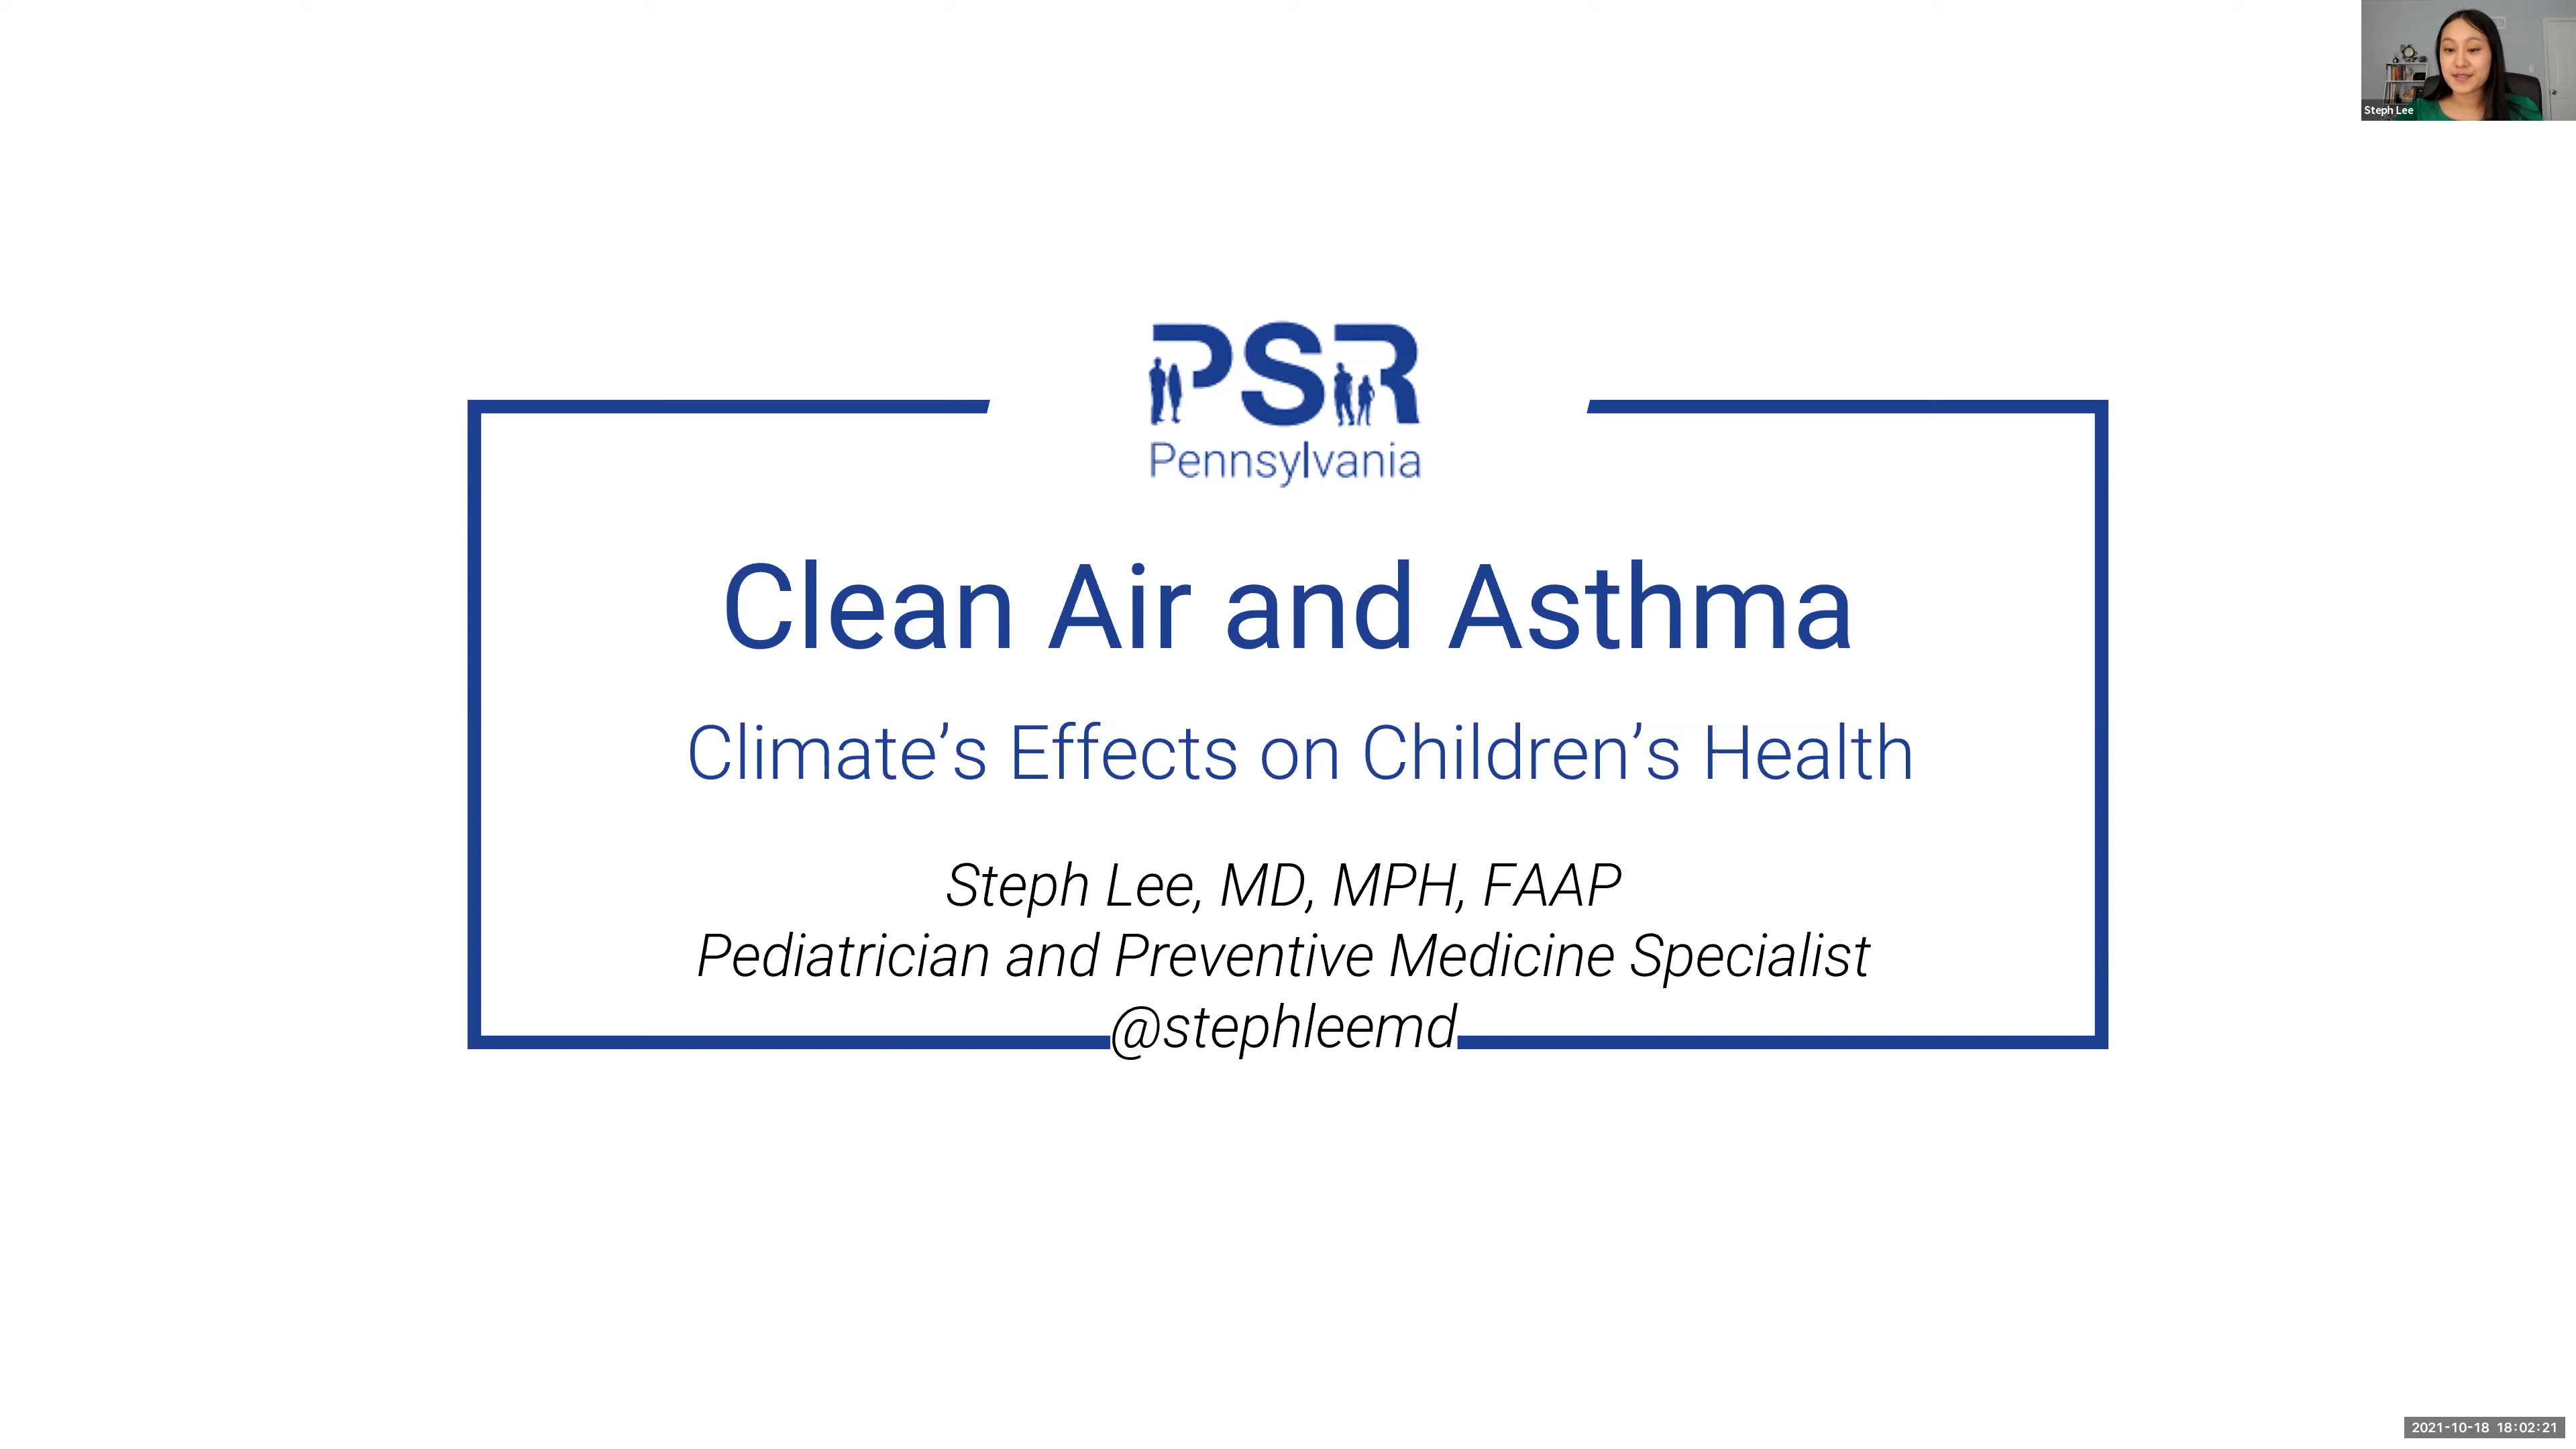 Steph Lee
PSR
Pennsylvania
Clean Air and Asthma
Climate’s Effects on Children’s Health
Steph Lee, MD, MPH, FAAP
Pediatrician and Preventive Medicine Specialist
@stephleemd
2021-10-18 18:02:21